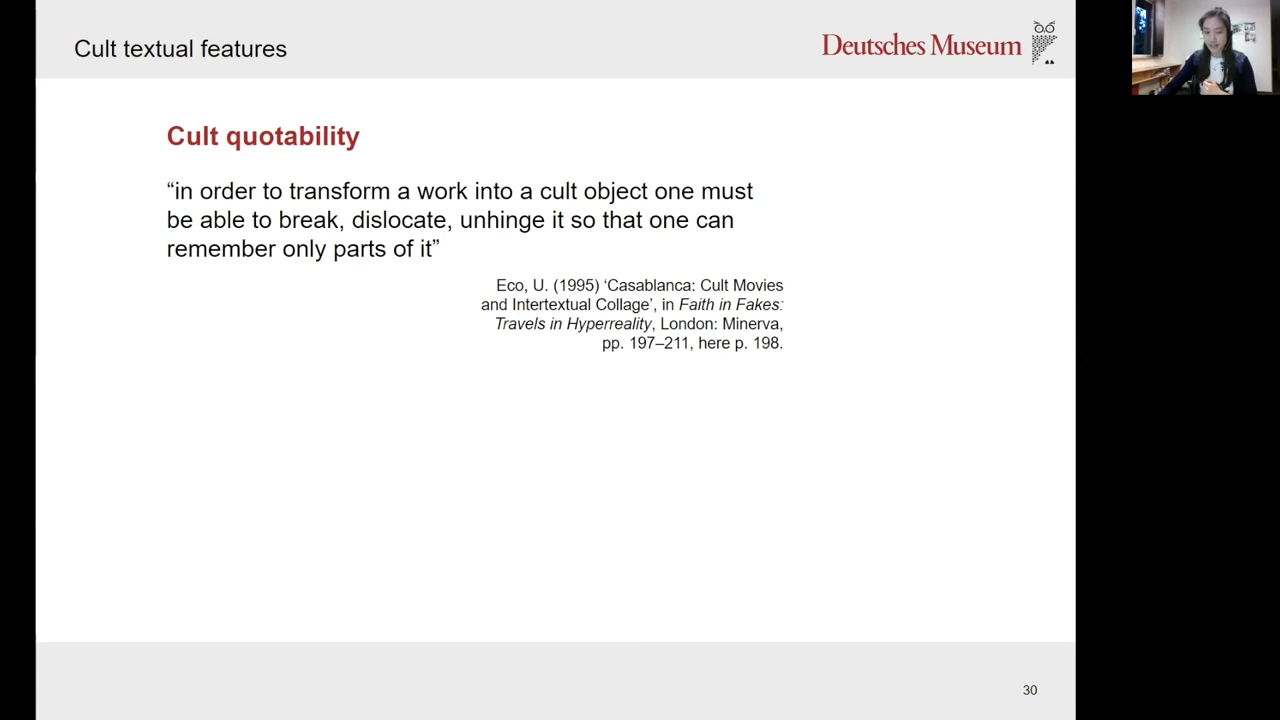 Cult textual features
Deutsches Museum
Cult quotability
“in order to transform a work into a cult object one must
be able to break, dislocate, unhinge it so that one can
remember only parts of it”
Eco, U. (1995) ‘Casablanca: Cult Movies
and Intertextual Collage’, in Faith in Fakes:
Travels in Hyperreality, London: Minerva,
pp. 197–211, here p. 198.
30